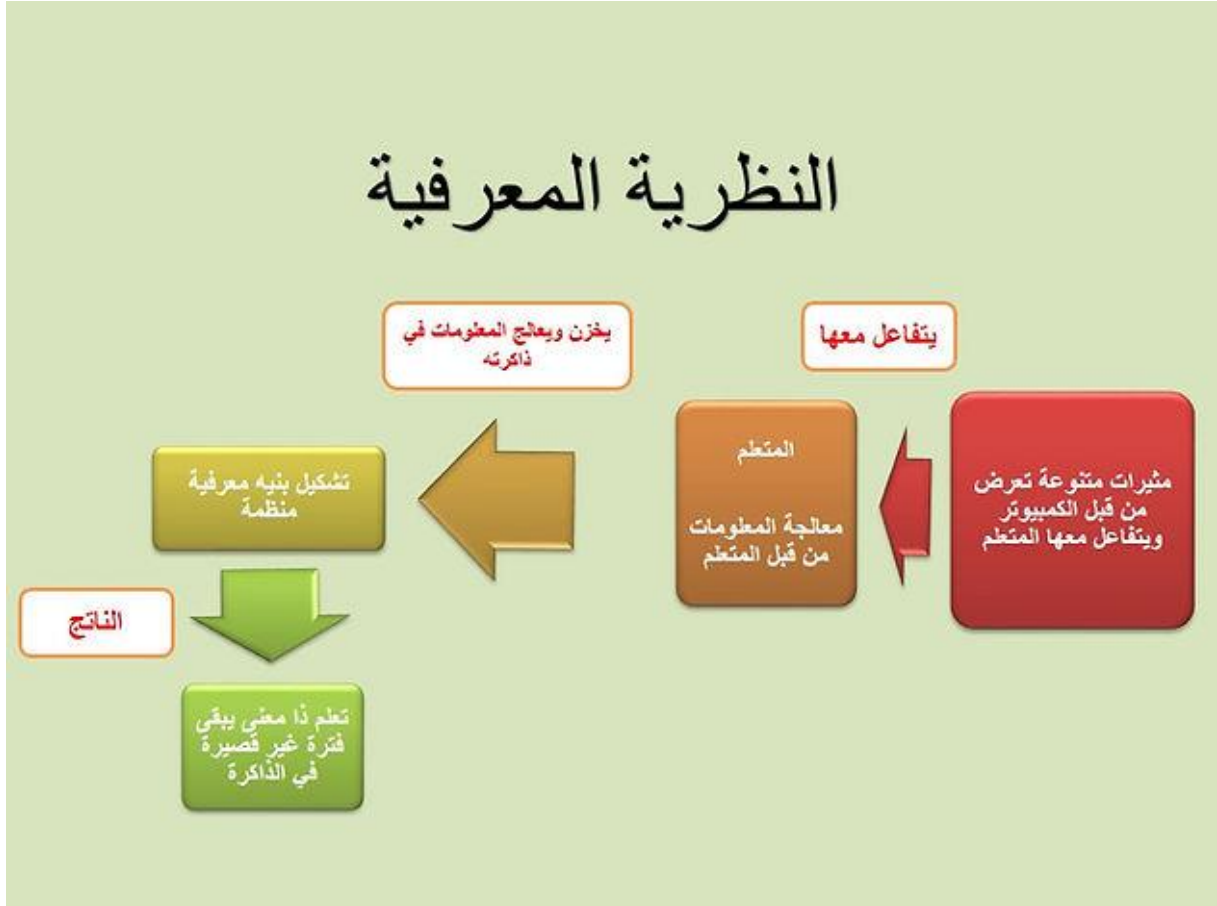 النظرية المعرفية
يتفاعل معها
يخزن ويعالج المعلومات في
ذاكرته
مثيرات متنوعة تعرض
من قبل الكمبيوتر
ويتفاعل معها المتعلم
المتعلم
معالجة المعلومات
من قبل المتعلم
تشكيل بنيه معرفية
منظمة
الناتج
تعلم ذا معنى يبقى
فترة غير قصيرة
في الذاكرة